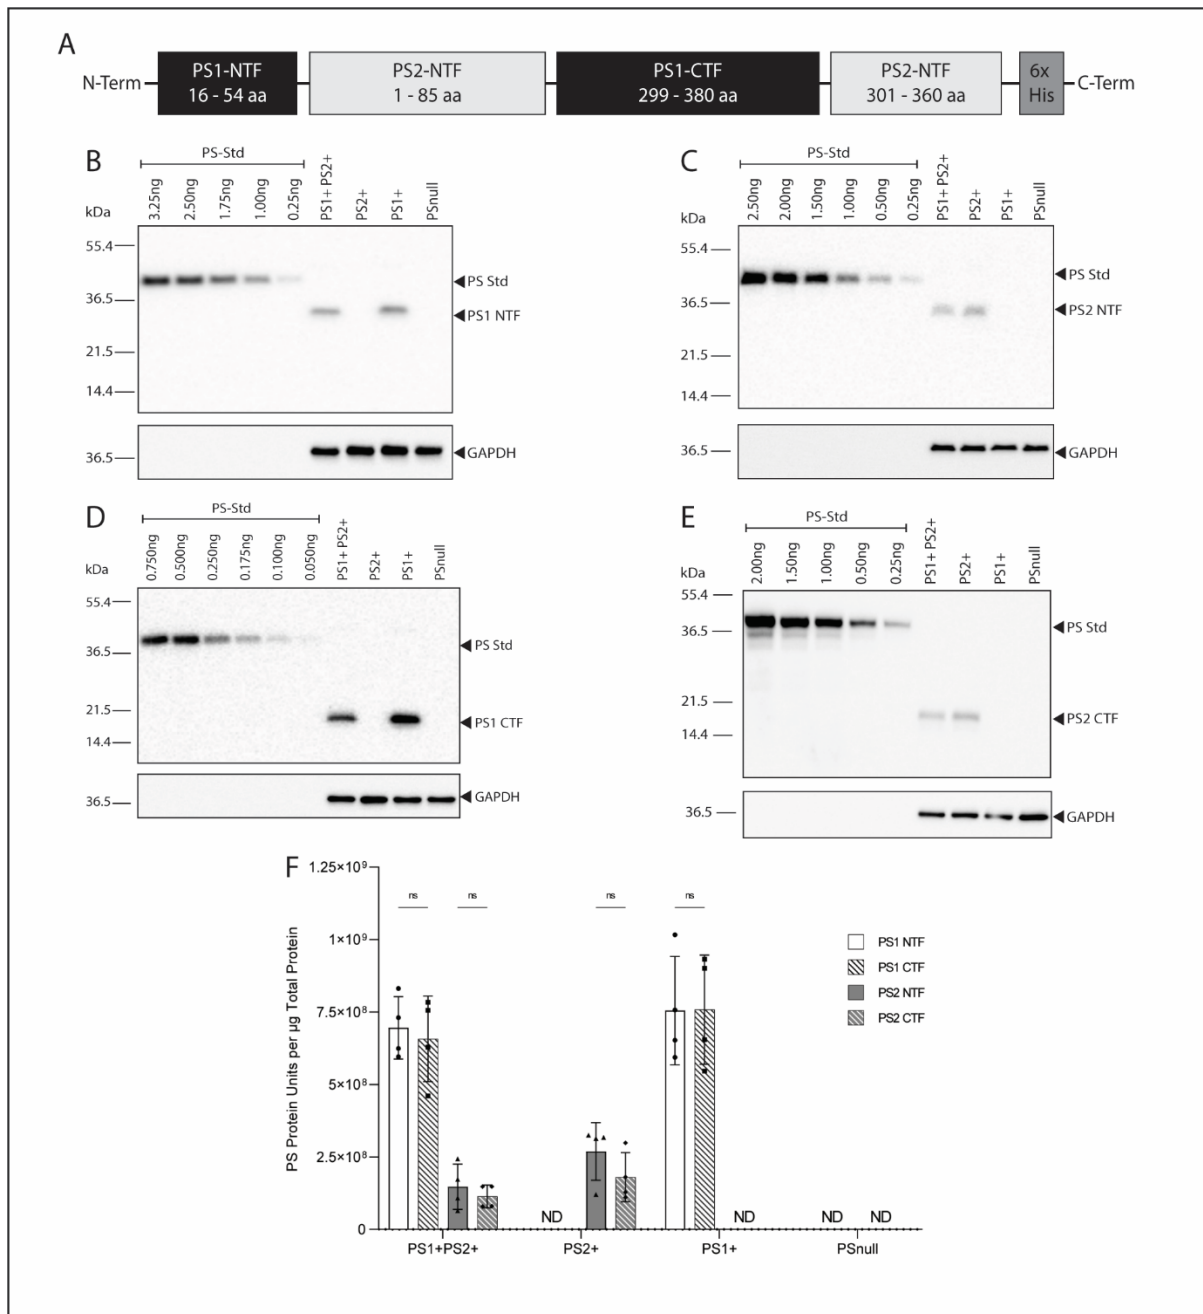 A
N-Term
PS1-NTF
16 - 54 aa
PS2-NTF
1 - 85 aa
PS1-CTF
299 - 380 aa
PS2-NTF
301 - 360 aa
6x
His
C-Term
B
PS-Std
3.25ng
2.50ng
1.75ng
1.00ng
0.25ng
PS1+ PS2+
PS2+
PS1+
PSnull
kDa
55.4
36.5
21.5
14.4
PS Std
PS1 NTF
36.5
GAPDH
C
PS-Std
2.50ng
2.00ng
1.50ng
1.00ng
0.50ng
0.25ng
PS1+ PS2+
PS2+
PS1+
PSnull
kDa
55.4
36.5
21.5
14.4
PS Std
PS2 NTF
36.5
GAPDH
D
PS-Std
0.750ng
0.500ng
0.250ng
0.175ng
0.100ng
0.050ng
PS1+ PS2+
PS2+
PS1+
PSnull
kDa
55.4
36.5
21.5
14.4
PS Std
PS1 CTF
36.5
GAPDH
E
PS-Std
2.00ng
1.50ng
1.00ng
0.50ng
0.25ng
PS1+ PS2+
PS2+
PS1+
PSnull
kDa
55.4
36.5
21.5
14.4
PS Std
PS2 CTF
36.5
GAPDH
F
PS Protein Units per µg Total Protein
1.25×10⁹
1×10⁹
7.5×10⁸
5×10⁸
2.5×10⁸
0
ns
ns
ns
ns
ND
ND
ND
ND
PS1+PS2+
PS2+
PS1+
PSnull
PS1 NTF
PS1 CTF
PS2 NTF
PS2 CTF